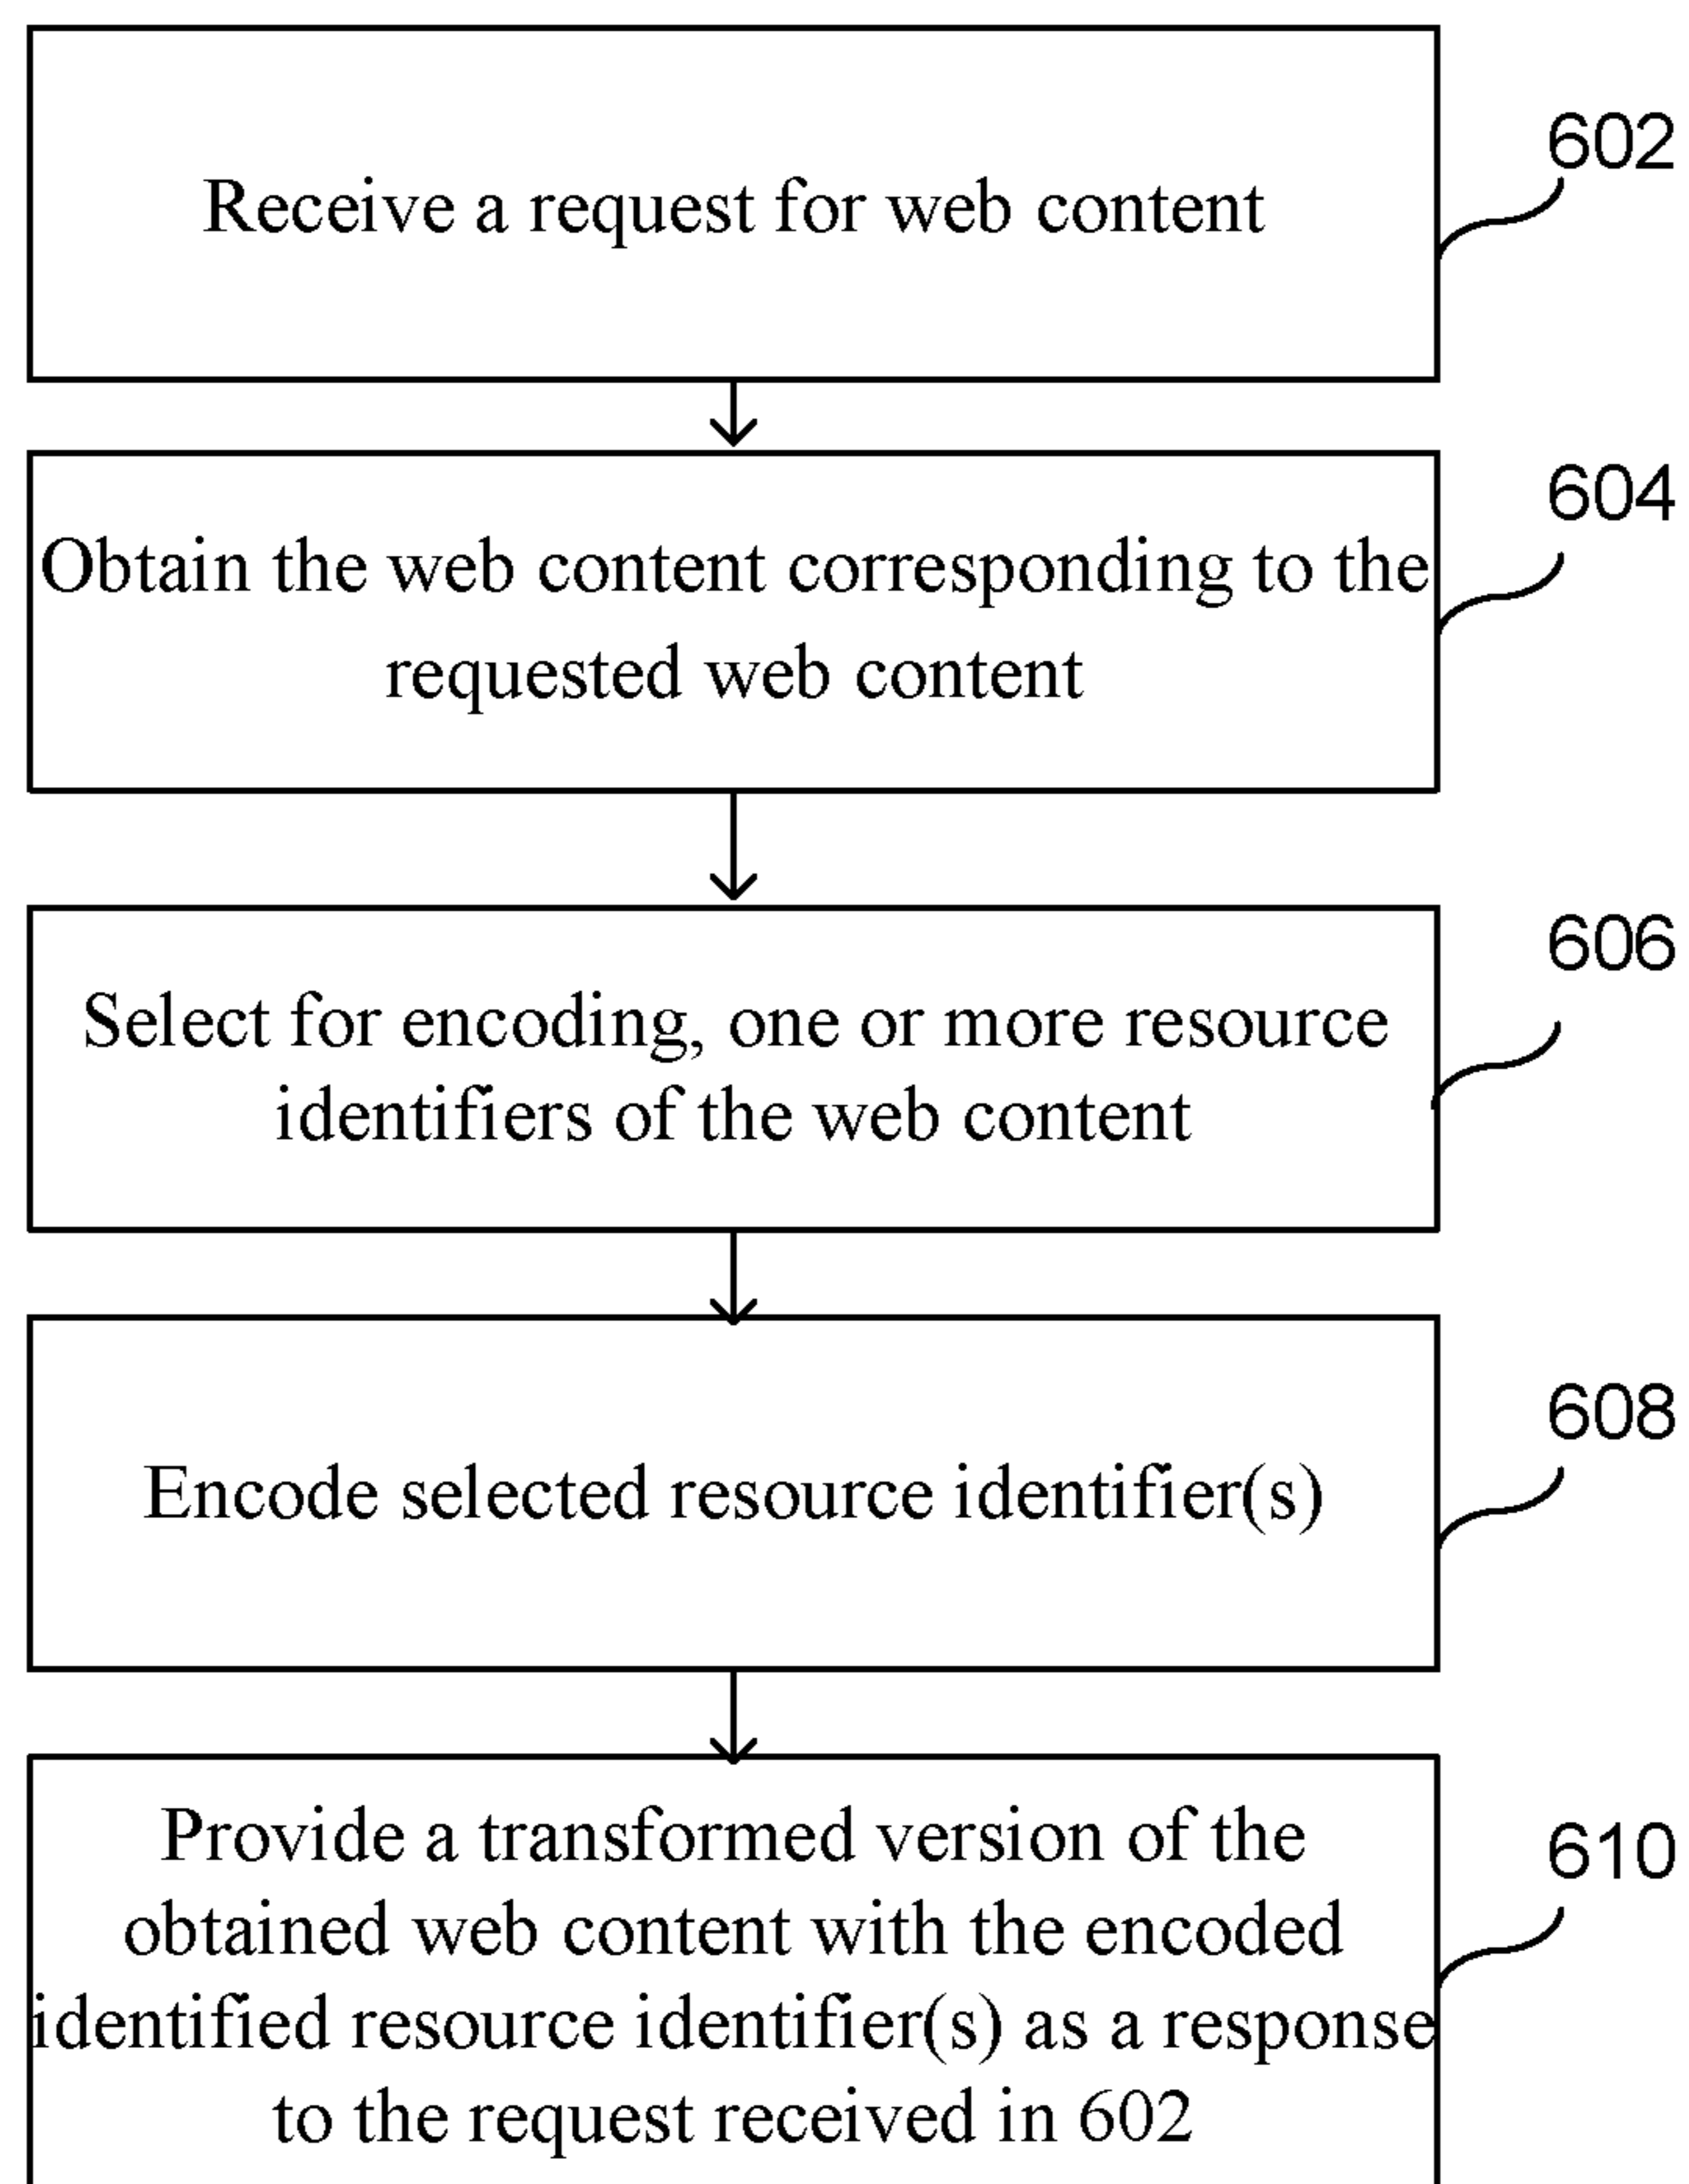 602
Receive a request for web content
604
Obtain the web content corresponding to the
requested web content
606
Select for encoding, one or more resource
identifiers of the web content
608
Encode selected resource identifier(s)
610
Provide a transformed version of the
obtained web content with the encoded
identified resource identifier(s) as a response
to the request received in 602